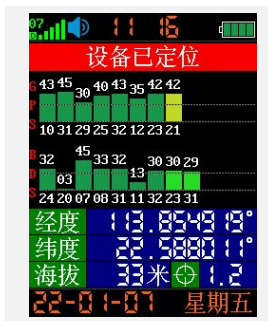 07 11 16
设备已定位
G 43 45 30 40 43 35 42 42
P
S 10 31 29 25 32 12 23 21
B 32 03 45 33 32 13 30 30 29
D
S 24 20 07 08 31 11 32 23 31
经度 113.854919°
纬度 22.588011°
海拔 33米 1.2
22-01-07 星期五